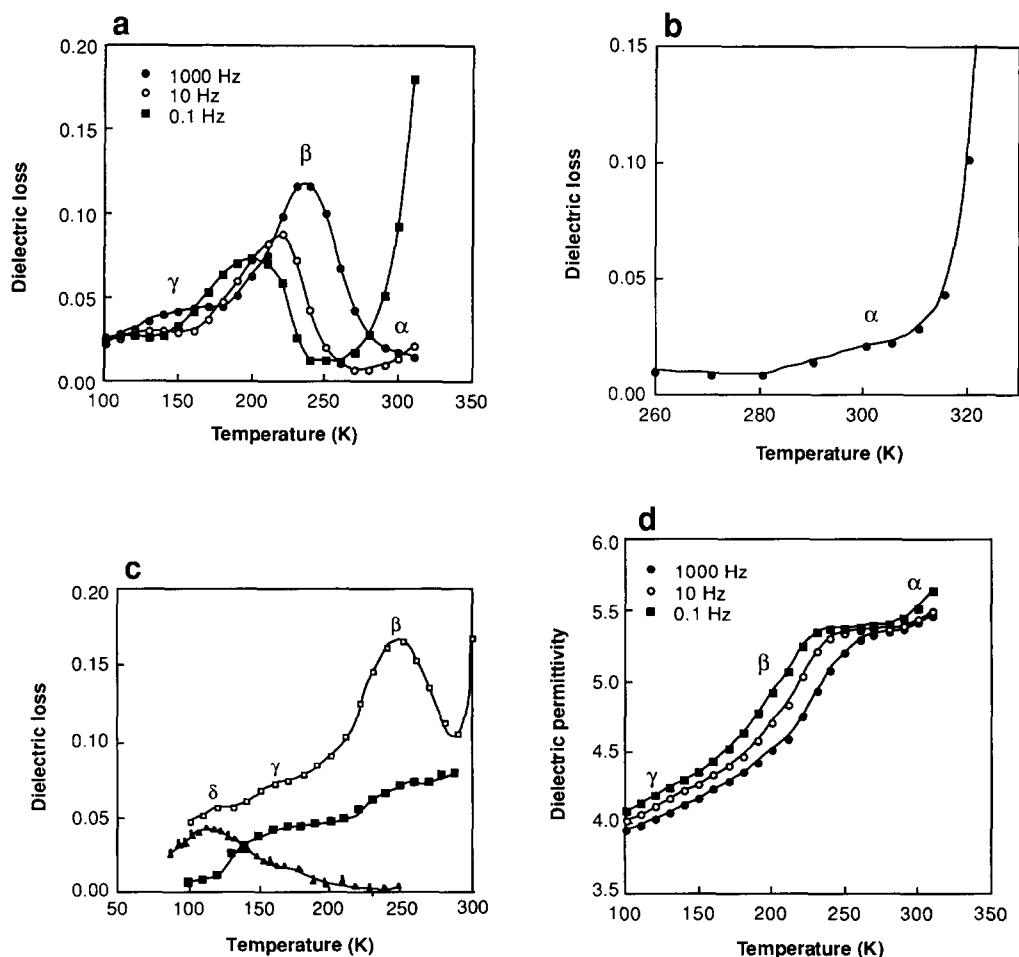 a
0.20
0.15
0.10
0.05
0.00
Dielectric loss
1000 Hz
10 Hz
0.1 Hz
γ
β
α
100 150 200 250 300 350
Temperature (K)
b
0.15
0.10
0.05
0.00
Dielectric loss
α
260 280 300 320
Temperature (K)
c
0.20
0.15
0.10
0.05
0.00
Dielectric loss
δ
γ
β
50 100 150 200 250 300
Temperature (K)
d
6.0
5.5
5.0
4.5
4.0
3.5
Dielectric permittivity
1000 Hz
10 Hz
0.1 Hz
γ
β
α
100 150 200 250 300 350
Temperature (K)